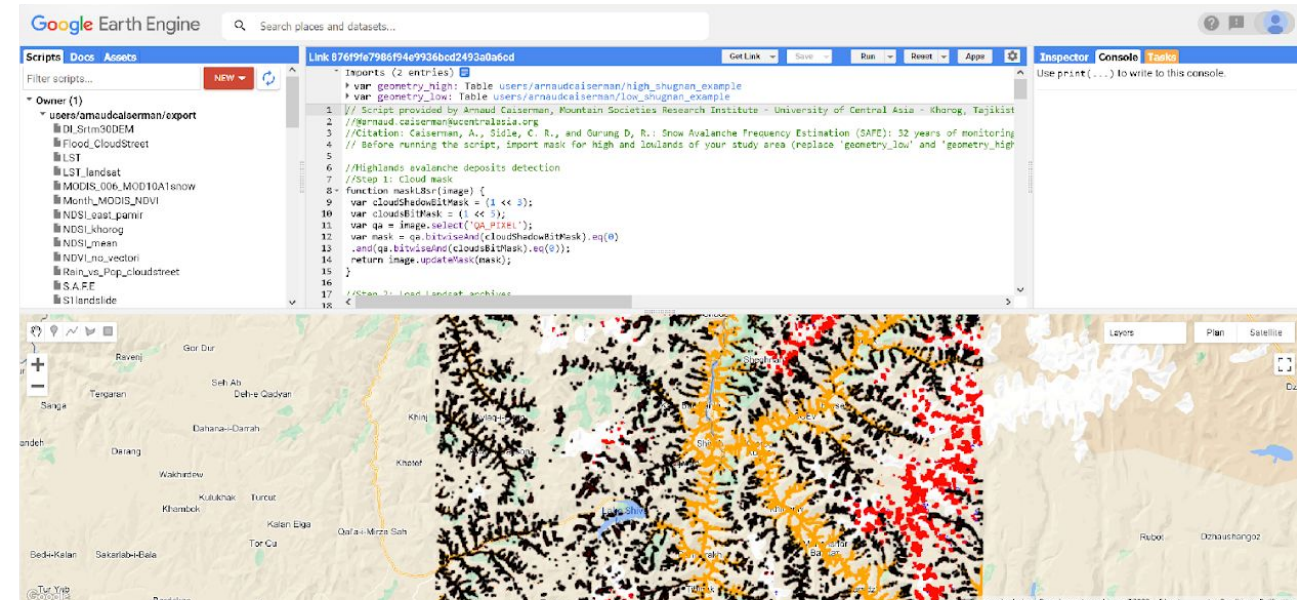 Google Earth Engine
Search places and datasets...
Scripts Docs Assets
Filter scripts...
NEW
Owner (1)
users/arnaudcaiserman/export
DI_Srtm30DEM
Flood_CloudStreet
LST
LST_landsat
MODIS_006_MOD10A1snow
Month_MODIS_NDVI
NDSI_east_pamir
NDSI_khorog
NDSI_mean
NDVI_no_vectori
Rain_vs_Pop_cloudstreet
S.A.F.E
S1landslide
Link 876f9fe7986f94e9936bcd2493a0a6cd
Get Link
Save
Run
Reset
Apps
Imports (2 entries)
var geometry_high: Table users/arnaudcaiserman/high_shugnan_example
var geometry_low: Table users/arnaudcaiserman/low_shugnan_example
1 // Script provided by Arnaud Caiserman, Mountain Societies Research Institute - University of Central Asia - Khorog, Tajikist
2 //@arnaud.caiserman@ucentralasia.org
3 //Citation: Caiserman, A., Sidle, C. R., and Gurung D, R.: Snow Avalanche Frequency Estimation (SAFE): 32 years of monitoring
4 // Before running the script, import mask for high and lowlands of your study area (replace 'geometry_low' and 'geometry_high
5
6 //Highlands avalanche deposits detection
7 //Step 1: Cloud mask
8 function maskL8sr(image) {
9 var cloudShadowBitMask = (1 << 3);
10 var cloudsBitMask = (1 << 5);
11 var qa = image.select('QA_PIXEL');
12 var mask = qa.bitwiseAnd(cloudShadowBitMask).eq(0)
13 .and(qa.bitwiseAnd(cloudsBitMask).eq(0));
14 return image.updateMask(mask);
15 }
16
17 //Step 2: Load Landsat archives
18
Inspector Console Tasks
Use print(...) to write to this console.
Layers
Plan
Satellite
Gor Dur
Ravenj
Seh Ab
Tergaran
Deh-e Qadyan
Sanga
Khinj
Dahana-i-Darrah
Darang
Khotof
Wakhirdew
Kulukhak
Turcut
Khambok
Kalan Elga
Qal'a-i-Mirza Sah
Lake Shiva
Tor Cu
Bed-i-Kalan
Sakarlab-i-Bala
Rubot
Dzhaushangoz
Google